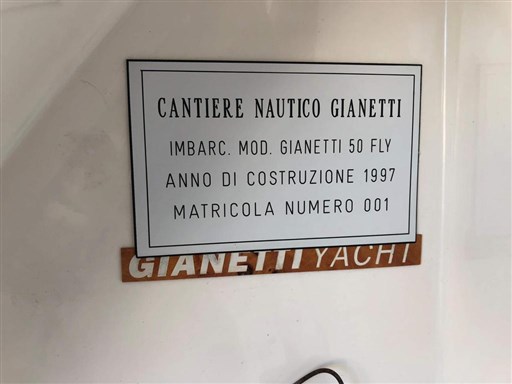 CANTIERE NAUTICO GIANETTI
IMBARC. MOD. GIANETTI 50 FLY
ANNO DI COSTRUZIONE 1997
MATRICOLA NUMERO 001
GIANETTI YACHT